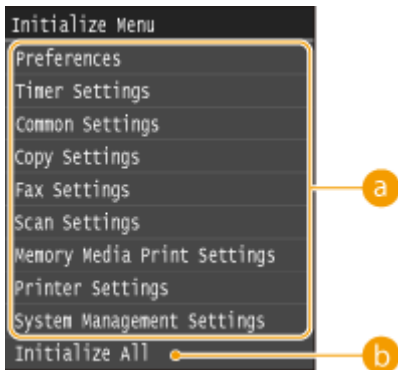 Initialize Menu
Preferences
Timer Settings
Common Settings
Copy Settings
Fax Settings
a
Scan Settings
Memory Media Print Settings
Printer Settings
System Management Settings
Initialize All
b